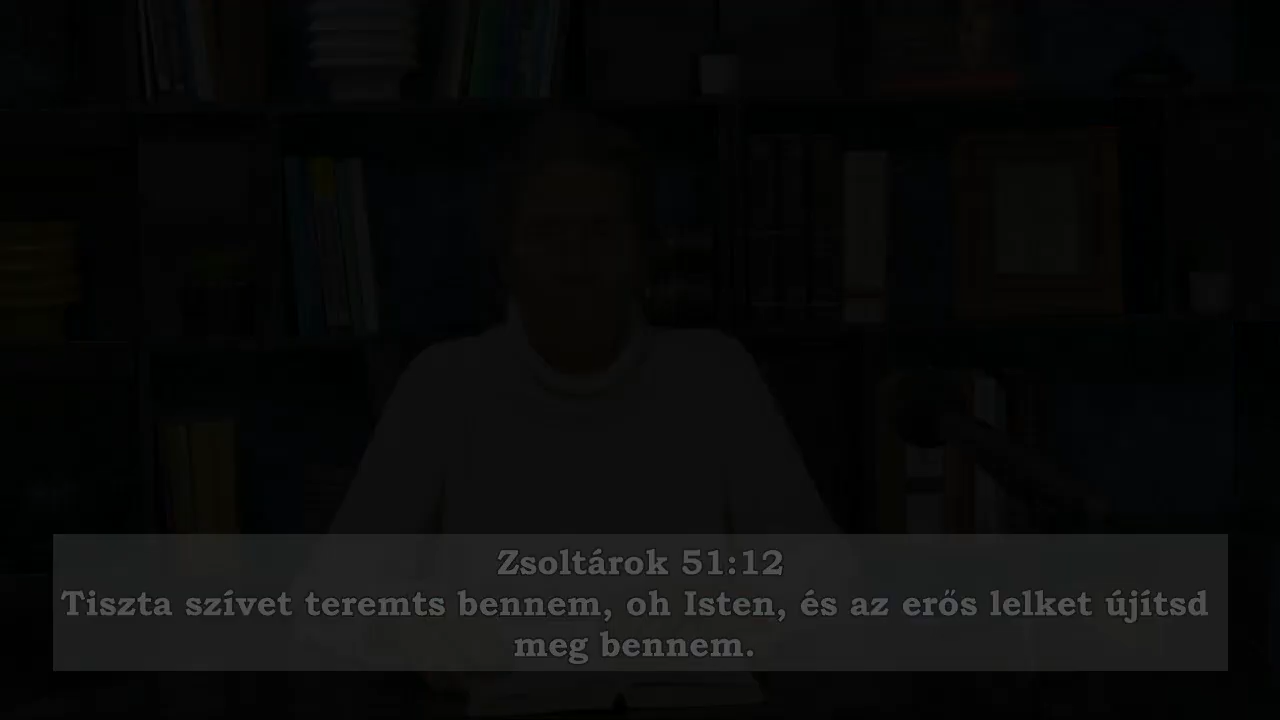 Zsoltárok 51:12
Tiszta szívet teremts bennem, oh Isten, és az erős lelket újítsd
meg bennem.